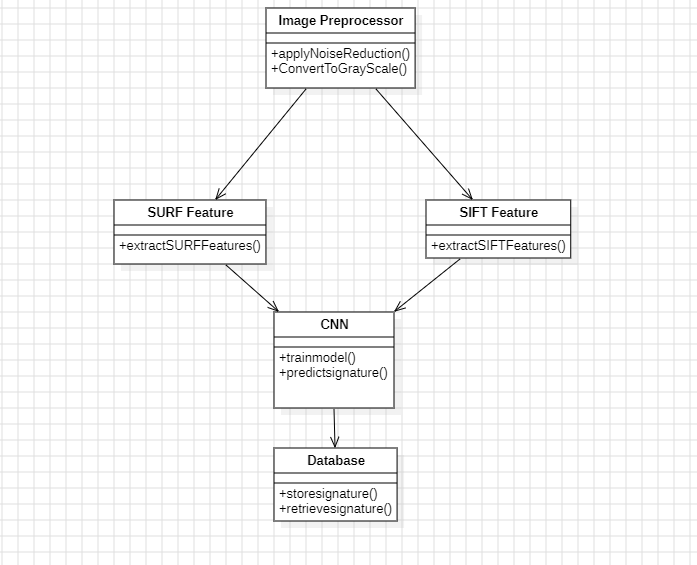 Image Preprocessor
+applyNoiseReduction()
+ConvertToGrayScale()
SURF Feature
+extractSURFFeatures()
SIFT Feature
+extractSIFTFeatures()
CNN
+trainmodel()
+predictsignature()
Database
+storesignature()
+retrievesignature()